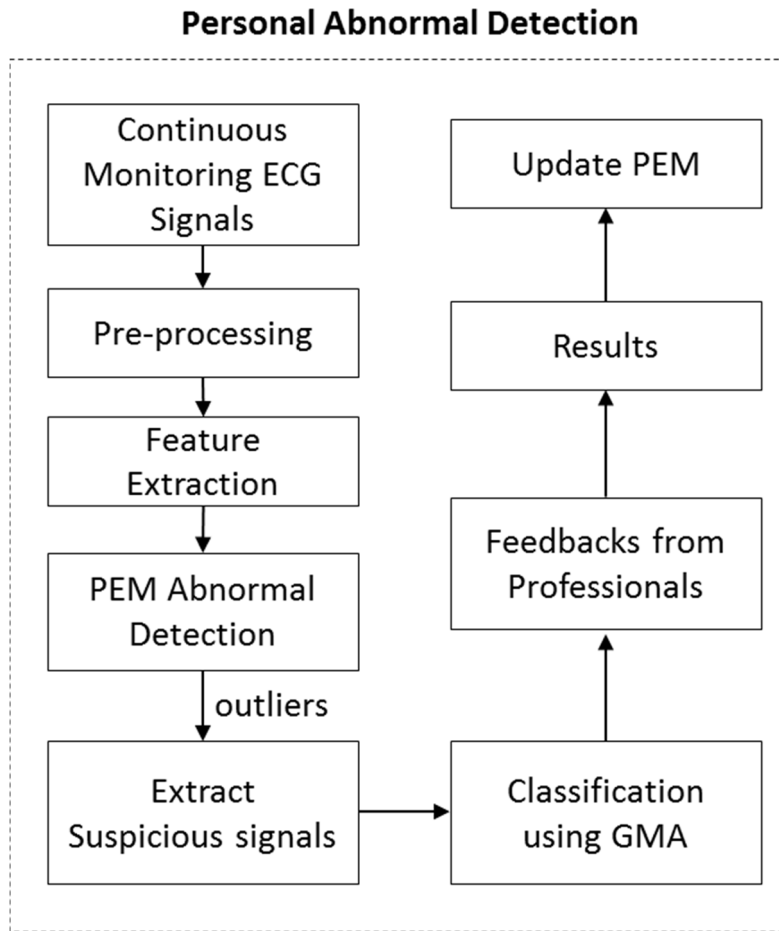 Personal Abnormal Detection
Continuous
Monitoring ECG
Signals
Pre-processing
Feature
Extraction
PEM Abnormal
Detection
outliers
Extract
Suspicious signals
Classification
using GMA
Feedbacks from
Professionals
Results
Update PEM